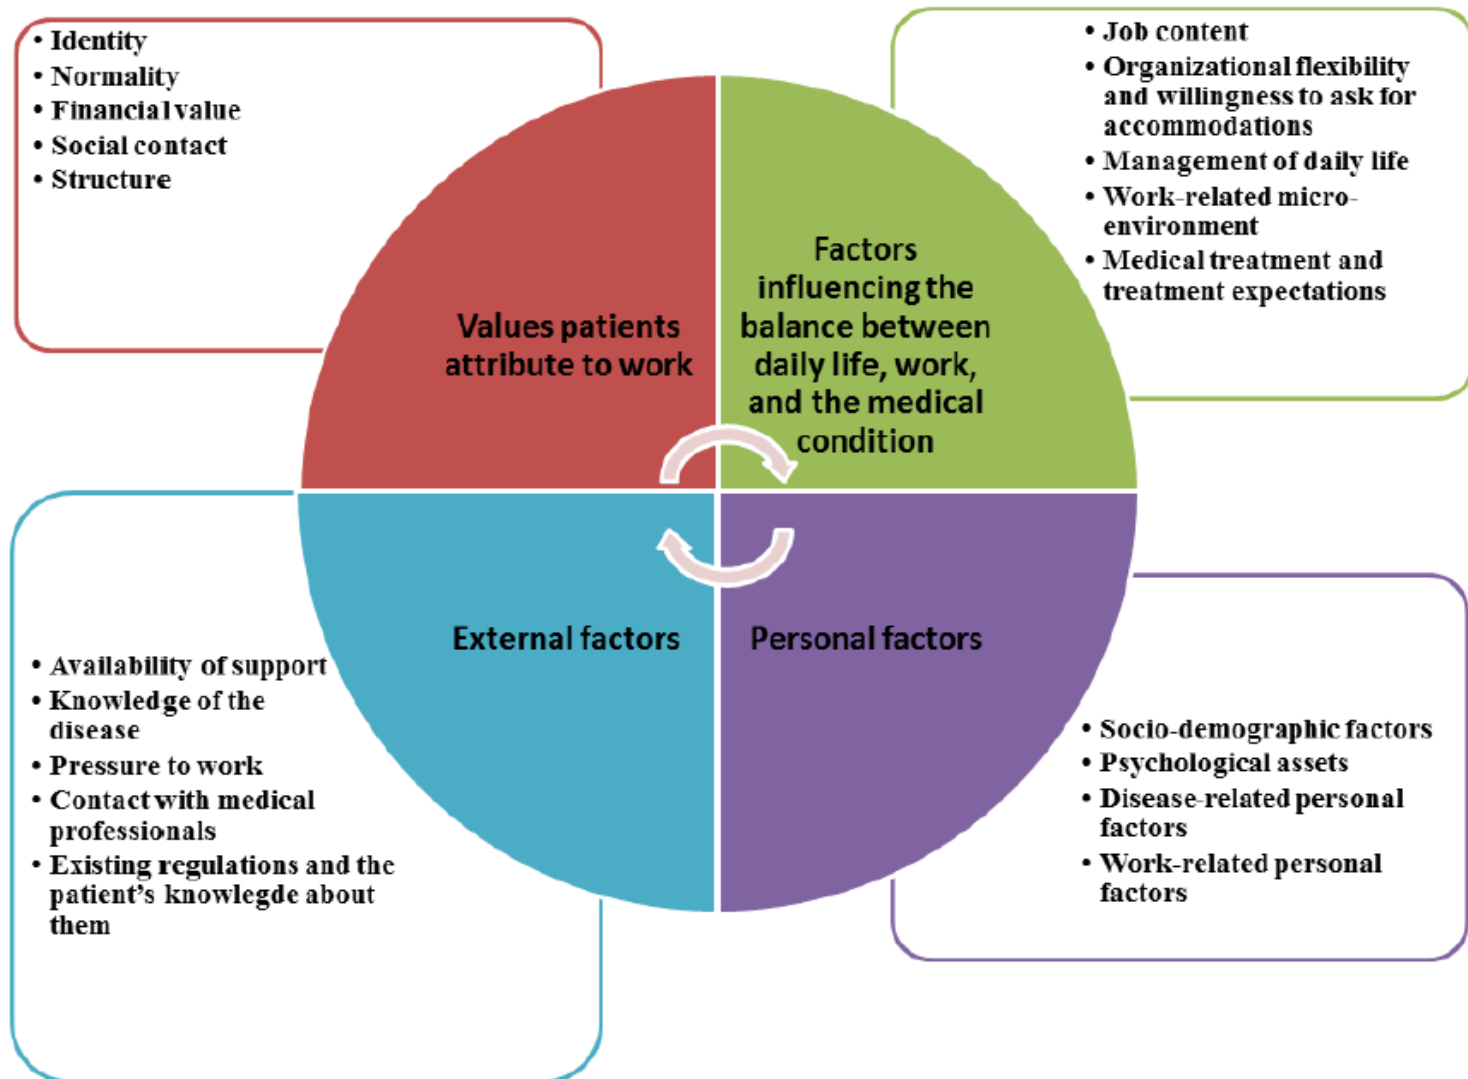 • Identity
• Normality
• Financial value
• Social contact
• Structure
• Job content
• Organizational flexibility
and willingness to ask for
accommodations
• Management of daily life
• Work-related micro-
environment
• Medical treatment and
treatment expectations
Values patients
attribute to work
Factors
influencing the
balance between
daily life, work,
and the medical
condition
External factors
Personal factors
• Availability of support
• Knowledge of the
disease
• Pressure to work
• Contact with medical
professionals
• Existing regulations and the
patient’s knowlegde about
them
• Socio-demographic factors
• Psychological assets
• Disease-related personal
factors
• Work-related personal
factors